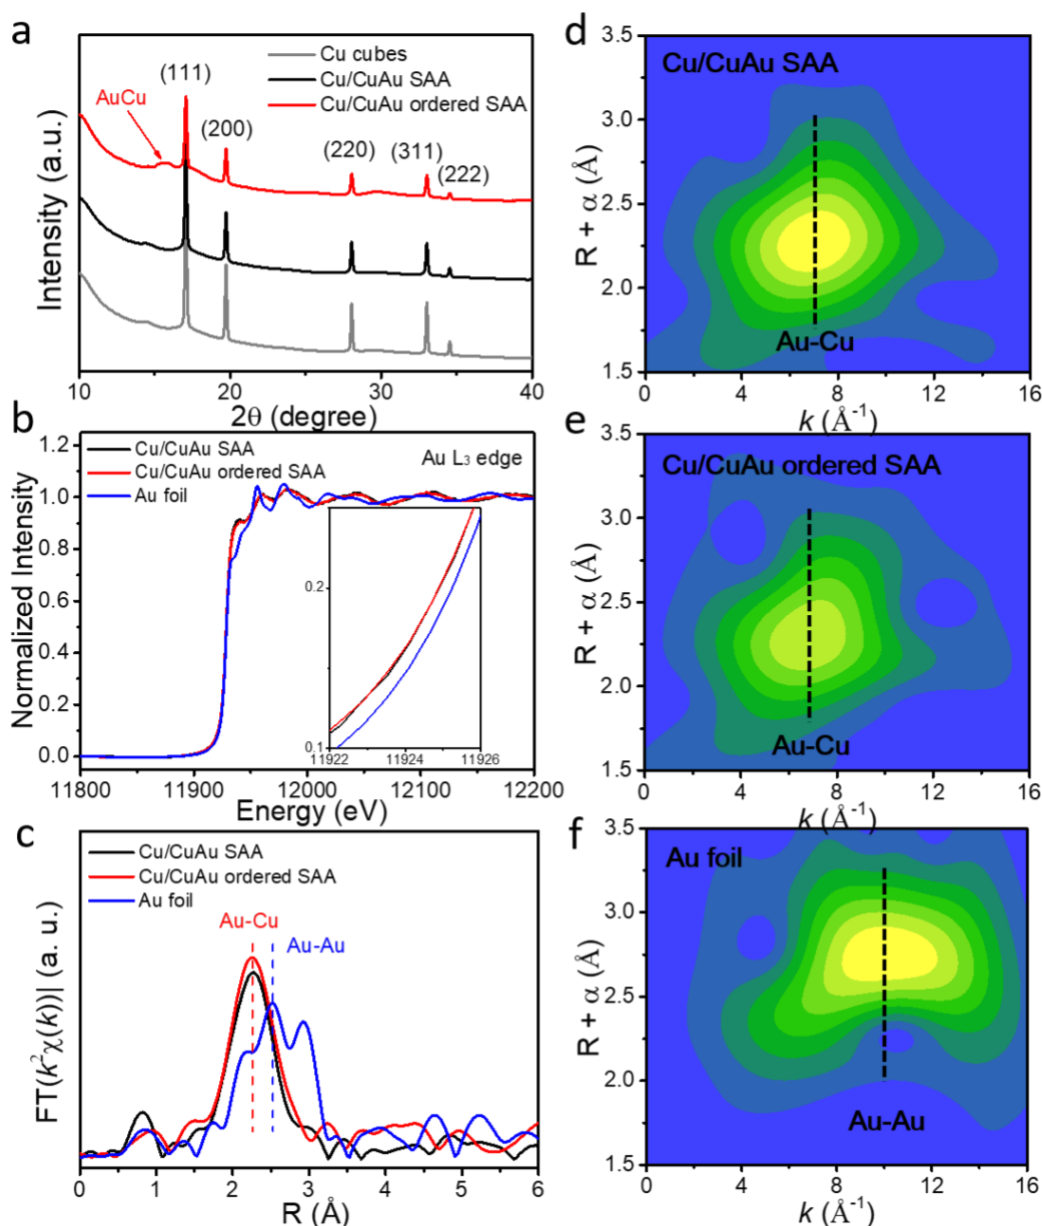 a
Cu cubes
Cu/CuAu SAA
Cu/CuAu ordered SAA
(111)
AuCu
(200)
(220)
(311)
(222)
Intensity (a.u.)
10 20 30 40
2θ (degree)
b
Cu/CuAu SAA
Cu/CuAu ordered SAA
Au foil
Au L₃ edge
1.2
1.0
0.8
0.6
0.4
0.2
0.0
Normalized Intensity
0.2
0.1
11922 11924 11926
11800 11900 12000 12100 12200
Energy (eV)
c
Cu/CuAu SAA
Cu/CuAu ordered SAA
Au foil
Au-Cu
Au-Au
FT(k²χ(k))| (a. u.)
0 1 2 3 4 5 6
R (Å)
d
Cu/CuAu SAA
3.5
3.0
2.5
2.0
1.5
R + α (Å)
Au-Cu
0 4 8 12 16
k (Å⁻¹)
e
Cu/CuAu ordered SAA
3.5
3.0
2.5
2.0
1.5
R + α (Å)
Au-Cu
0 4 8 12 16
k (Å⁻¹)
f
Au foil
3.5
3.0
2.5
2.0
1.5
R + α (Å)
Au-Au
0 4 8 12 16
k (Å⁻¹)